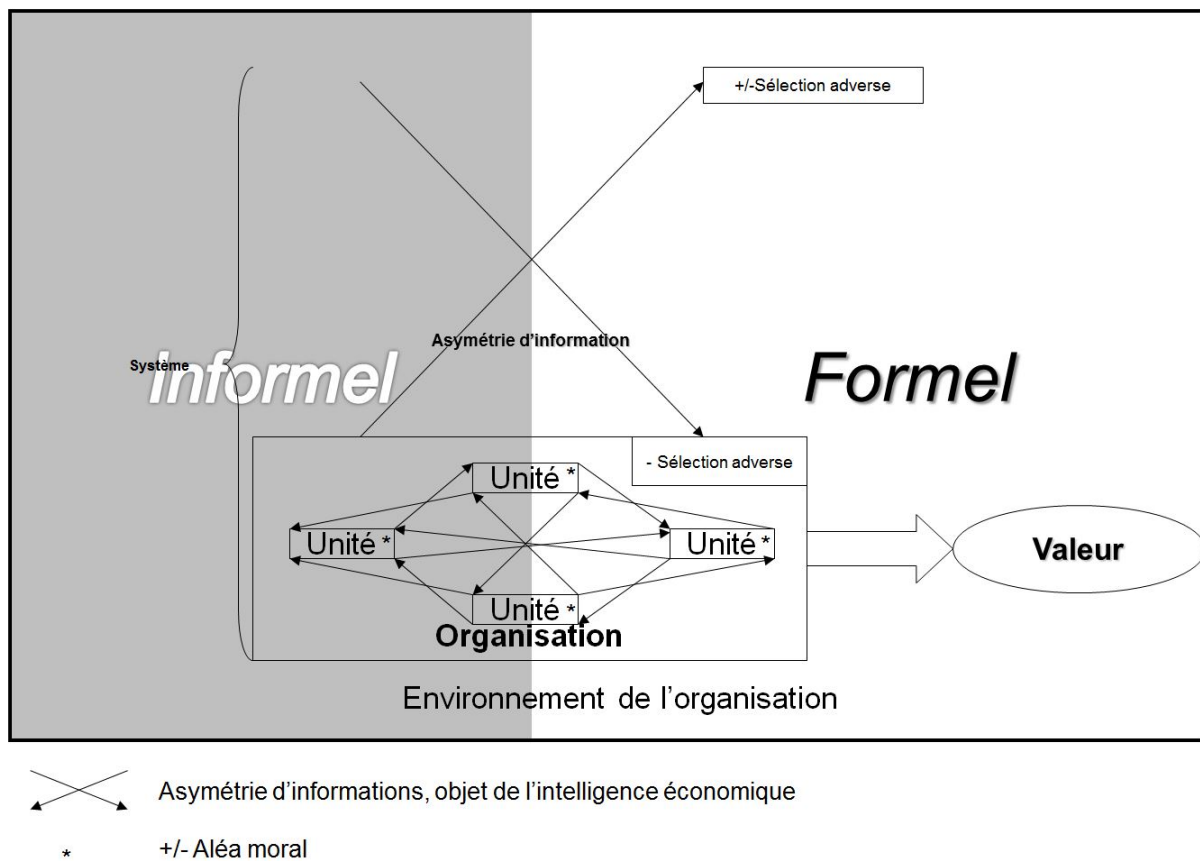 +/-Sélection adverse
Asymétrie d'information
Système
informel
Formel
- Sélection adverse
Unité *
Unité *
Unité *
Unité *
Organisation
Valeur
Environnement de l'organisation
Asymétrie d'informations, objet de l'intelligence économique
* +/- Aléa moral